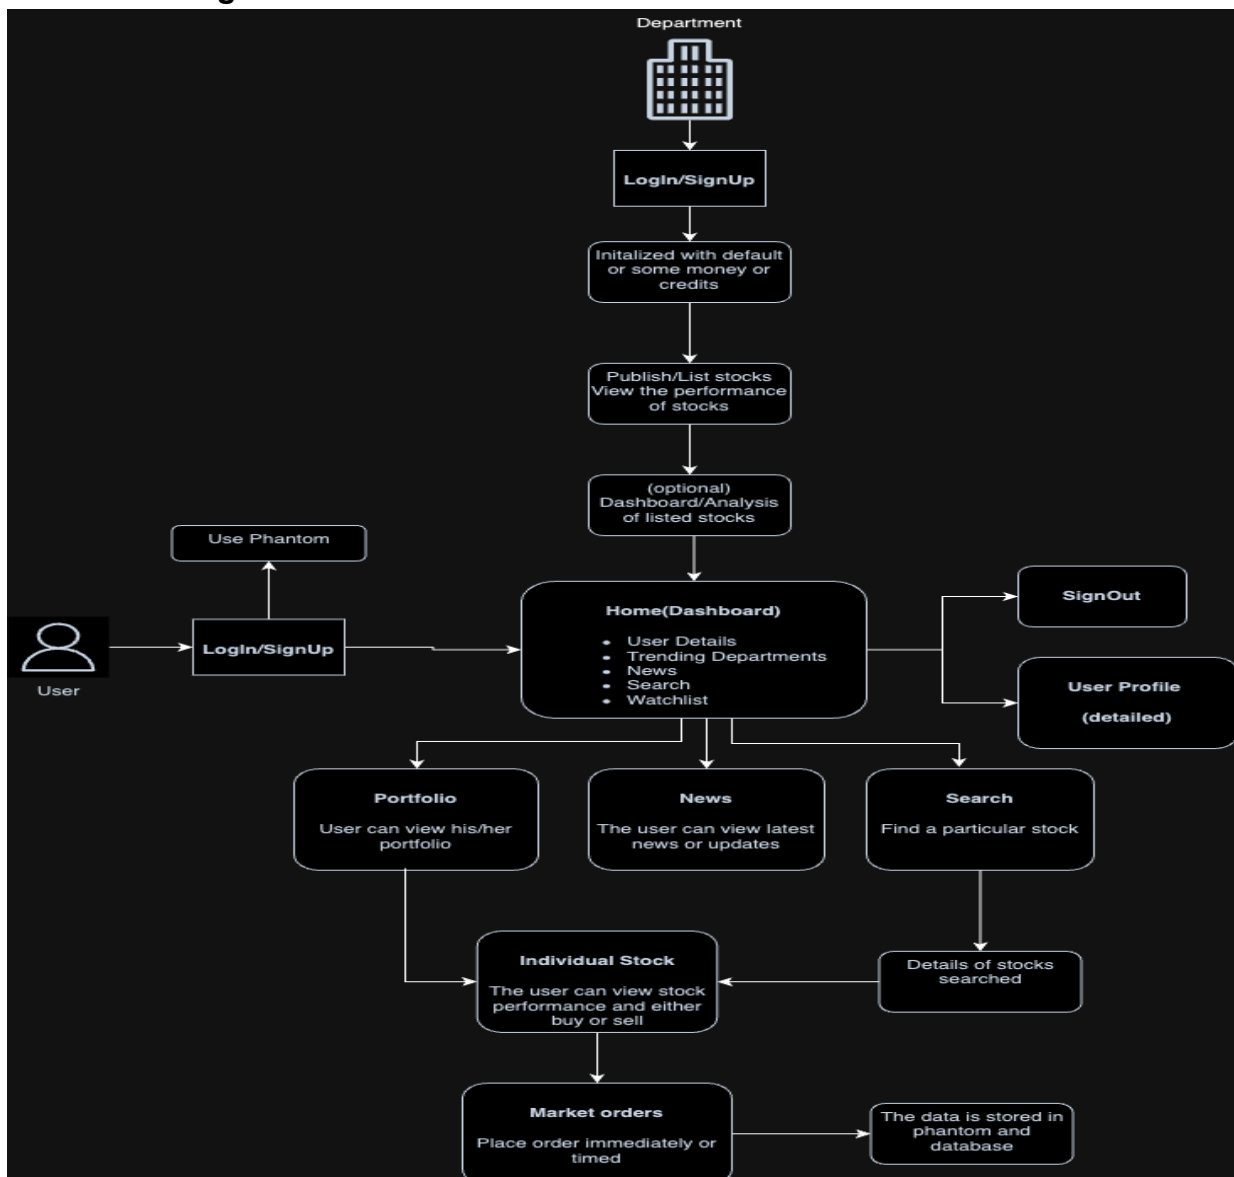 Department
LogIn/SignUp
Initalized with default
or some money or
credits
Publish/List stocks
View the performance
of stocks
(optional)
Dashboard/Analysis
of listed stocks
Use Phantom
LogIn/SignUp
User
Home(Dashboard)
• User Details
• Trending Departments
• News
• Search
• Watchlist
SignOut
User Profile
(detailed)
Portfolio
User can view his/her
portfolio
News
The user can view latest
news or updates
Search
Find a particular stock
Individual Stock
The user can view stock
performance and either
buy or sell
Details of stocks
searched
Market orders
Place order immediately or
timed
The data is stored in
phantom and
database